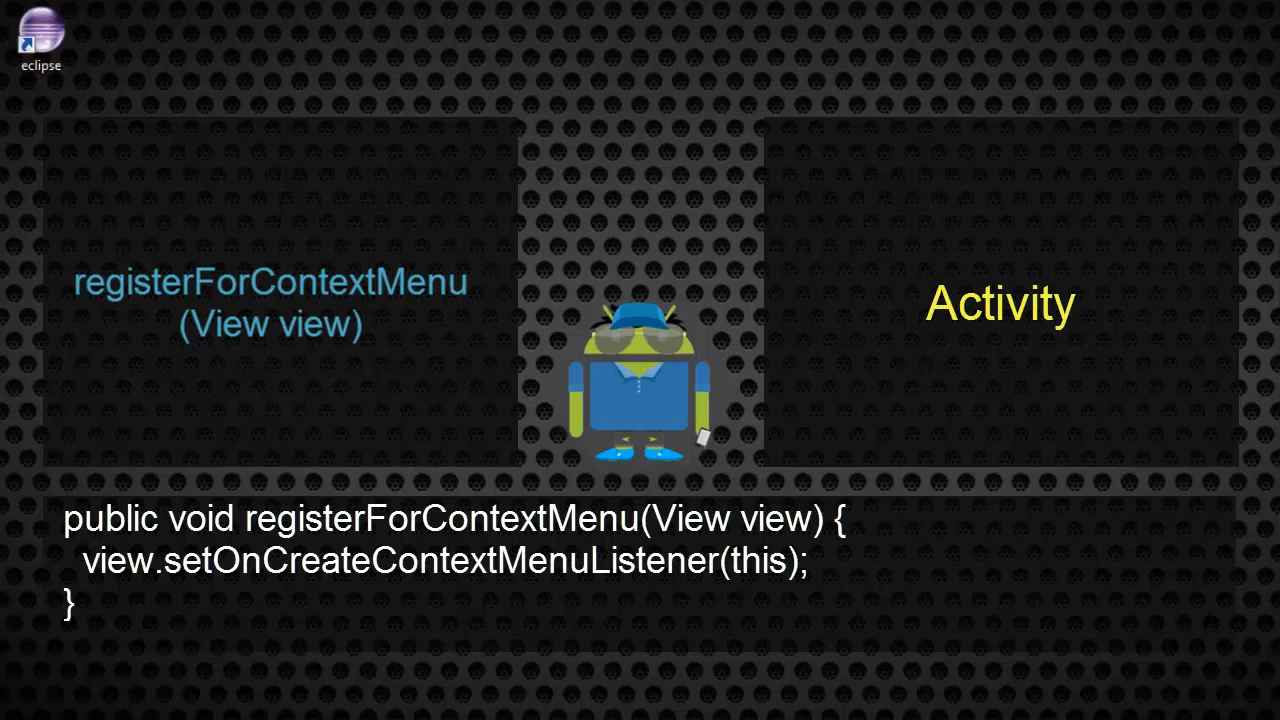 eclipse
registerForContextMenu
(View view)
Activity
public void registerForContextMenu(View view) {
view.setOnCreateContextMenuListener(this);
}